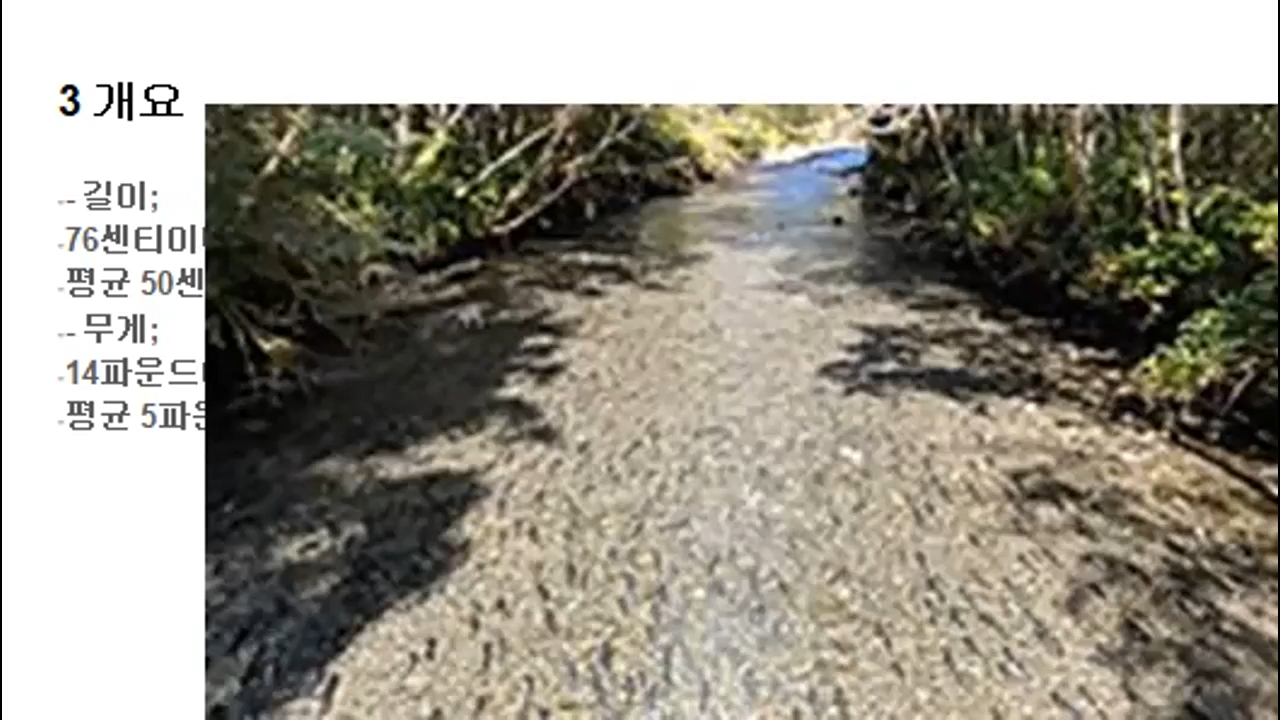 3 개요
-- 길이;
-76센티미
-평균 50센
-- 무게;
-14파운드
-평균 5파운